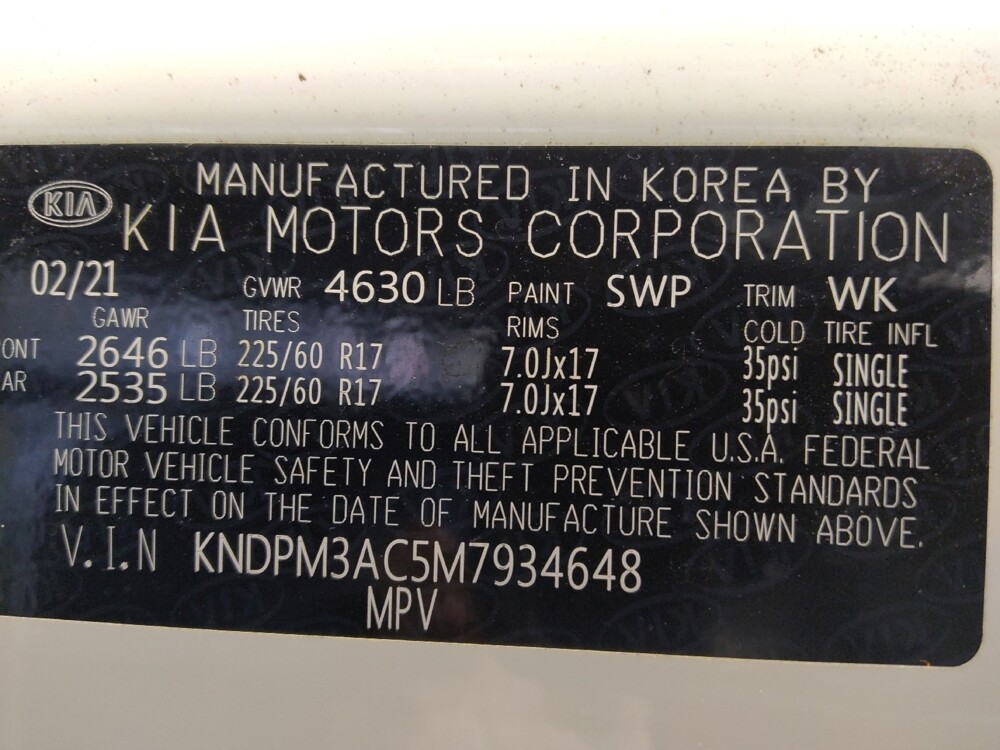 KIA
MANUFACTURED IN KOREA BY
KIA MOTORS CORPORATION
02/21 GVWR 4630 LB PAINT SWP TRIM WK
GAWR TIRES RIMS COLD TIRE INFL
ONT 2646 LB 225/60 R17 7.0Jx17 35psi SINGLE
AR 2535 LB 225/60 R17 7.0Jx17 35psi SINGLE
THIS VEHICLE CONFORMS TO ALL APPLICABLE U.S.A. FEDERAL
MOTOR VEHICLE SAFETY AND THEFT PREVENTION STANDARDS
IN EFFECT ON THE DATE OF MANUFACTURE SHOWN ABOVE.
V.I.N KNDPM3AC5M7934648
MPV